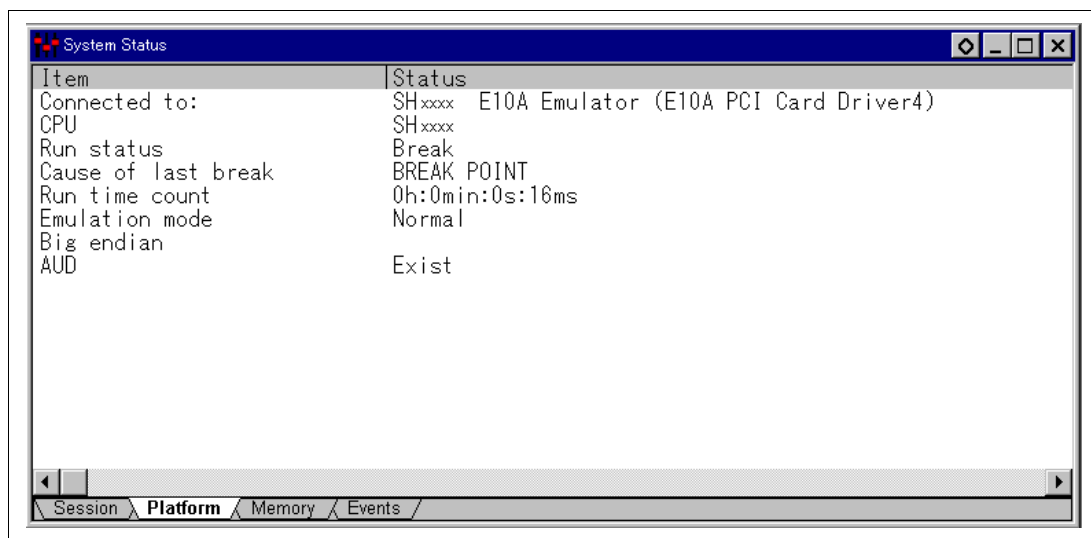 System Status
Item Status
Connected to: SHxxxx E10A Emulator (E10A PCI Card Driver4)
CPU SHxxxx
Run status Break
Cause of last break BREAK POINT
Run time count 0h:0min:0s:16ms
Emulation mode Normal
Big endian
AUD Exist
Session Platform Memory Events